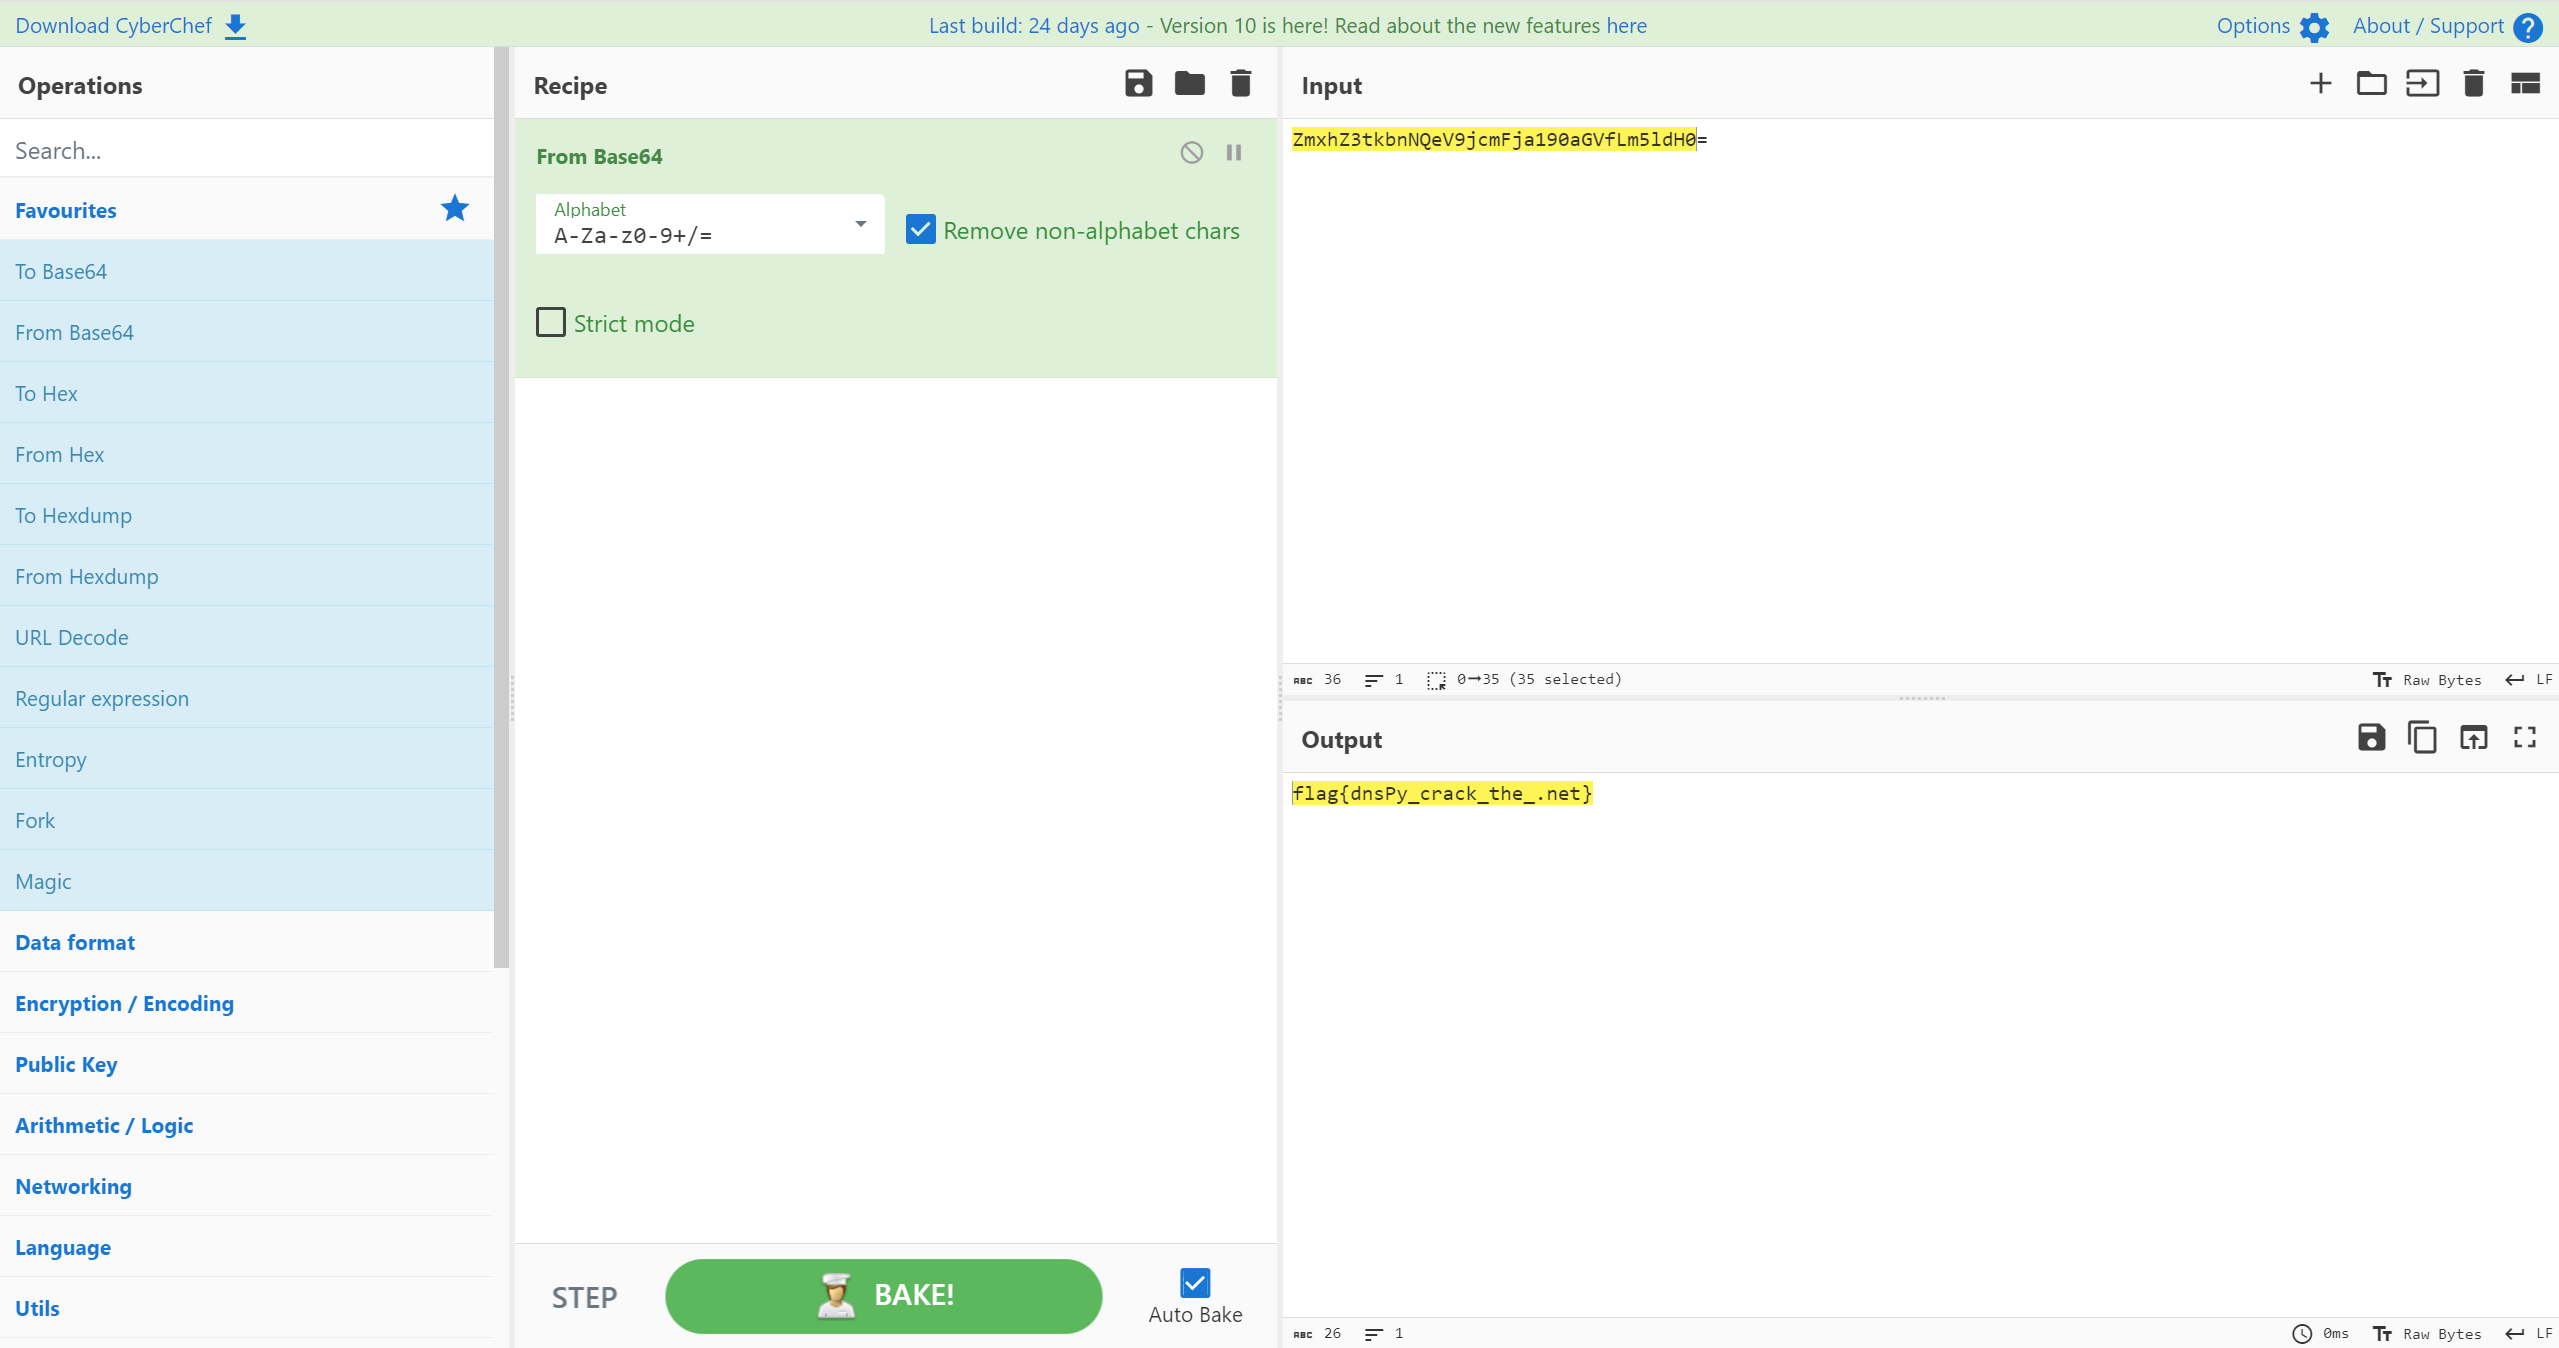 Download CyberChef
Last build: 24 days ago - Version 10 is here! Read about the new features here
Options
About / Support
Operations
Search...
Favourites
To Base64
From Base64
To Hex
From Hex
To Hexdump
From Hexdump
URL Decode
Regular expression
Entropy
Fork
Magic
Data format
Encryption / Encoding
Public Key
Arithmetic / Logic
Networking
Language
Utils
Recipe
From Base64
Alphabet
A-Za-z0-9+/=
Remove non-alphabet chars
Strict mode
STEP
BAKE!
Auto Bake
Input
ZmxhZ3tkbnNQeV9jcmFja190aGVfLm5ldH0=
ABC 36 1 0→35 (35 selected)
Raw Bytes LF
Output
flag{dnsPy_crack_the_.net}
ABC 26 1
0ms Raw Bytes LF